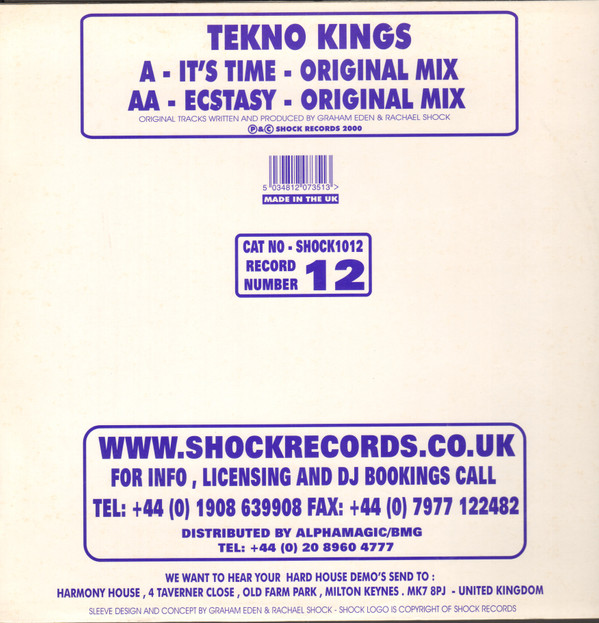 TEKNO KINGS
A - IT'S TIME - ORIGINAL MIX
AA - ECSTASY - ORIGINAL MIX
ORIGINAL TRACKS WRITTEN AND PRODUCED BY GRAHAM EDEN & RACHAEL SHOCK
Ⓟ&© SHOCK RECORDS 2000
5 034812 073513 >
MADE IN THE UK
CAT NO - SHOCK1012
RECORD
NUMBER 12
WWW.SHOCKRECORDS.CO.UK
FOR INFO , LICENSING AND DJ BOOKINGS CALL
TEL: +44 (0) 1908 639908 FAX: +44 (0) 7977 122482
DISTRIBUTED BY ALPHAMAGIC/BMG
TEL: +44 (0) 20 8960 4777
WE WANT TO HEAR YOUR HARD HOUSE DEMO'S SEND TO :
HARMONY HOUSE , 4 TAVERNER CLOSE , OLD FARM PARK , MILTON KEYNES . MK7 8PJ - UNITED KINGDOM
SLEEVE DESIGN AND CONCEPT BY GRAHAM EDEN & RACHAEL SHOCK - SHOCK LOGO IS COPYRIGHT OF SHOCK RECORDS